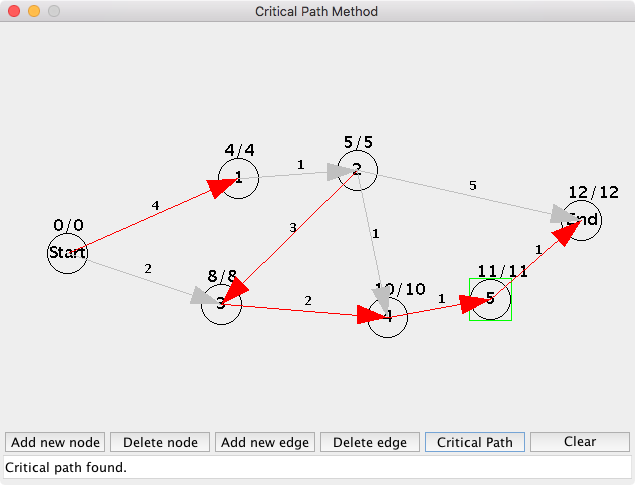 Critical Path Method
5/5
4/4
1
2
1
5
12/12
4
0/0
3
1
End
Start
1
2
11/11
8/8
10/10
3
2
1
5
4
Add new node
Delete node
Add new edge
Delete edge
Critical Path
Clear
Critical path found.